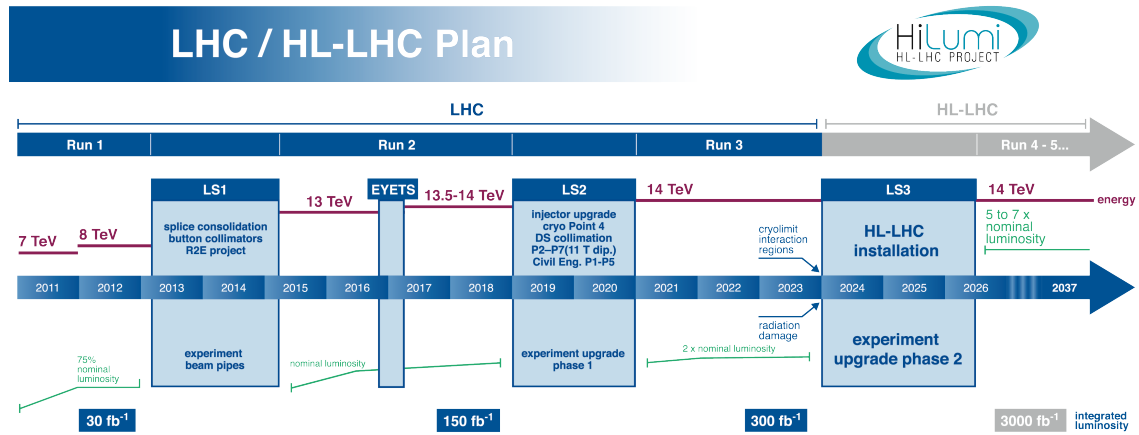 LHC / HL-LHC Plan
HiLumi
HL-LHC PROJECT
LHC
HL-LHC
Run 1
Run 2
Run 3
Run 4 - 5...
LS1
EYETS
LS2
LS3
7 TeV
8 TeV
13 TeV
13.5-14 TeV
14 TeV
14 TeV
energy
splice consolidation
button collimators
R2E project
injector upgrade
cryo Point 4
DS collimation
P2–P7(11 T dip.)
Civil Eng. P1-P5
cryolimit
interaction
regions
HL-LHC
installation
5 to 7 x
nominal
luminosity
2011
2012
2013
2014
2015
2016
2017
2018
2019
2020
2021
2022
2023
2024
2025
2026
2037
75%
nominal
luminosity
experiment
beam pipes
nominal luminosity
experiment upgrade
phase 1
2 x nominal luminosity
radiation
damage
experiment
upgrade phase 2
30 fb⁻¹
150 fb⁻¹
300 fb⁻¹
3000 fb⁻¹
integrated
luminosity